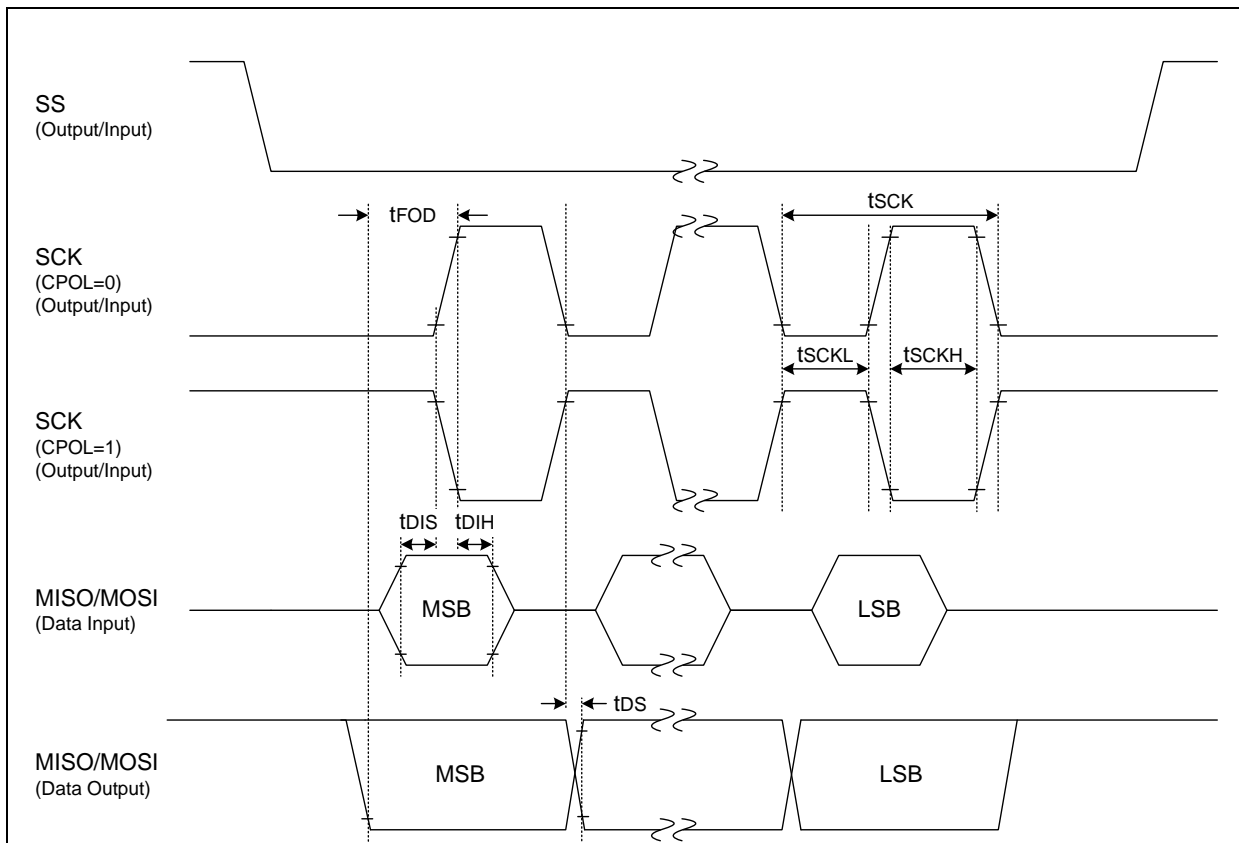 SS
(Output/Input)
tFOD
tSCK
SCK
(CPOL=0)
(Output/Input)
tSCKL
tSCKH
SCK
(CPOL=1)
(Output/Input)
tDIS
tDIH
MISO/MOSI
(Data Input)
MSB
LSB
tDS
MISO/MOSI
(Data Output)
MSB
LSB